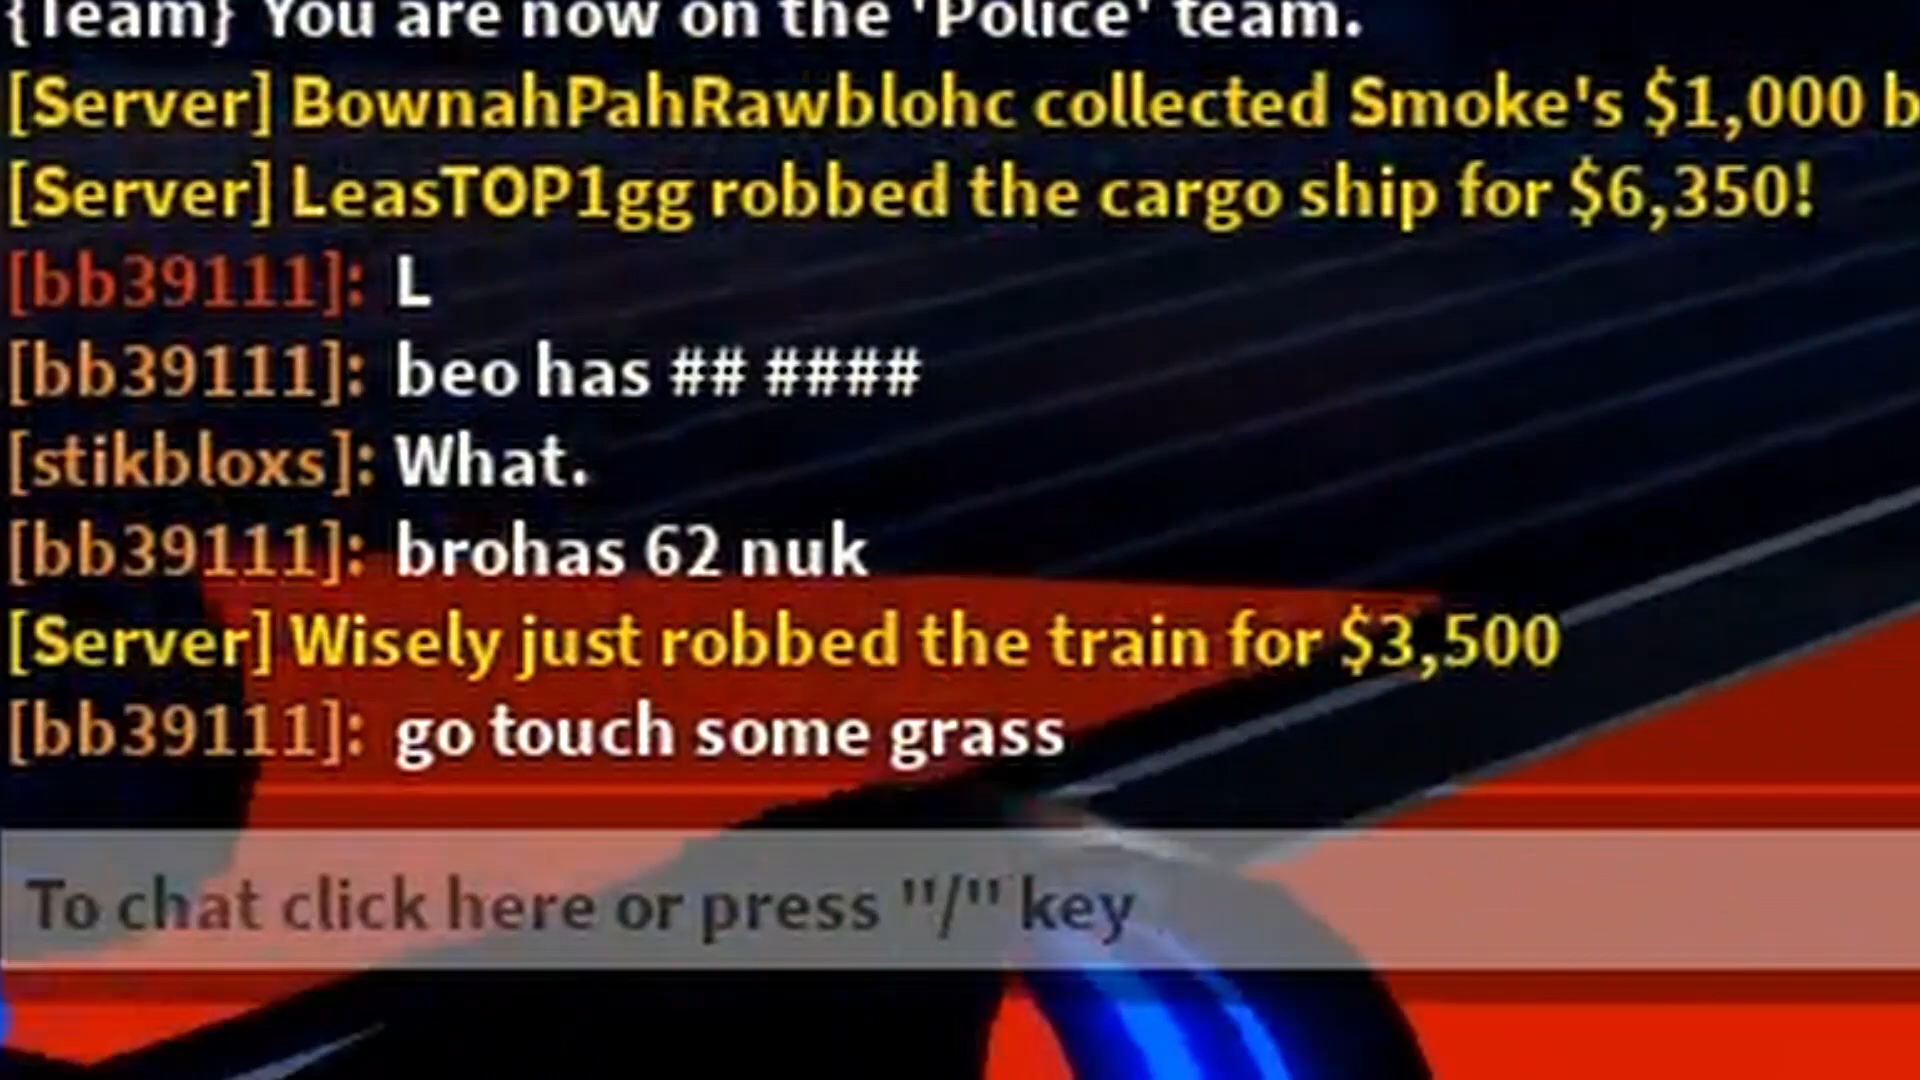 {Team} You are now on the 'Police' team.
[Server] BownahPahRawblohc collected Smoke's $1,000 b
[Server] LeasTOP1gg robbed the cargo ship for $6,350!
[bb39111]: L
[bb39111]: beo has ## ####
[stikbloxs]: What.
[bb39111]: brohas 62 nuk
[Server] Wisely just robbed the train for $3,500
[bb39111]: go touch some grass
To chat click here or press "/" key